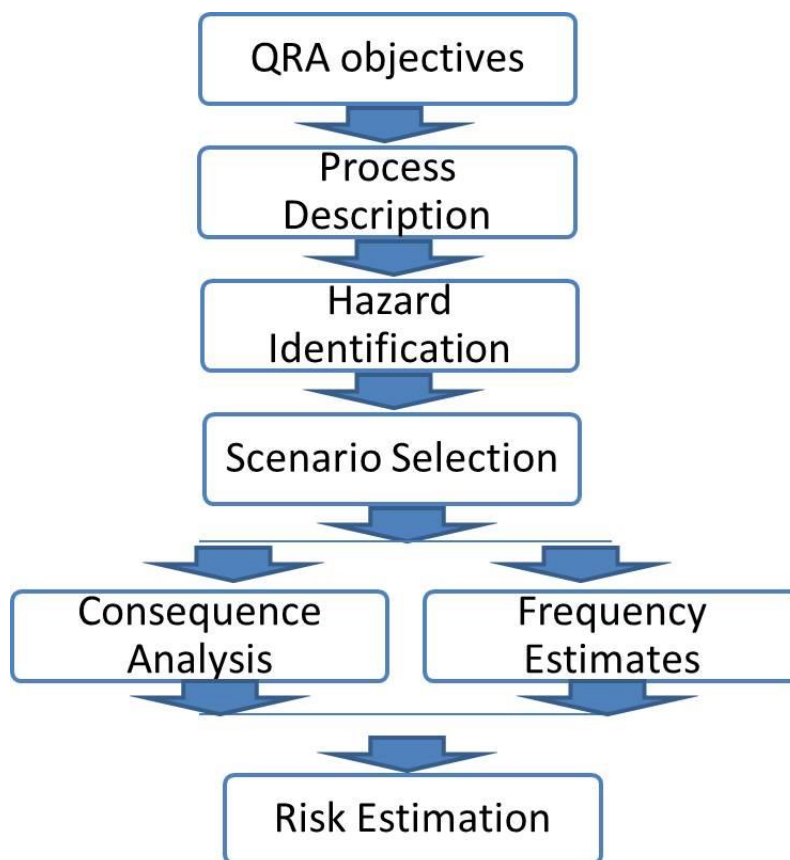 QRA objectives
Process
Description
Hazard
Identification
Scenario Selection
Consequence
Analysis
Frequency
Estimates
Risk Estimation